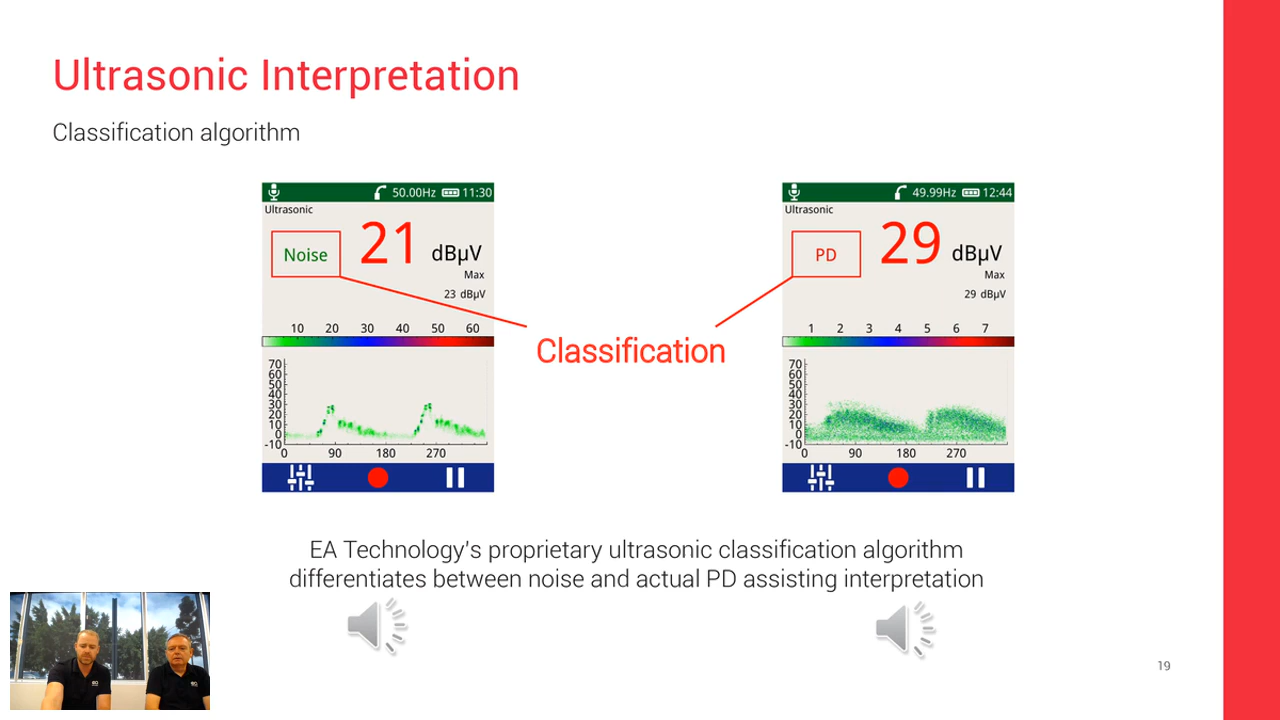 Ultrasonic Interpretation
Classification algorithm
50.00Hz 11:30
Ultrasonic
Noise 21 dBµV
Max
23 dBµV
10 20 30 40 50 60
70
60
50
40
30
20
10
0
-10
0 90 180 270
49.99Hz 12:44
Ultrasonic
PD 29 dBµV
Max
29 dBµV
1 2 3 4 5 6 7
70
60
50
40
30
20
10
0
-10
0 90 180 270
Classification
EA Technology's proprietary ultrasonic classification algorithm
differentiates between noise and actual PD assisting interpretation
19